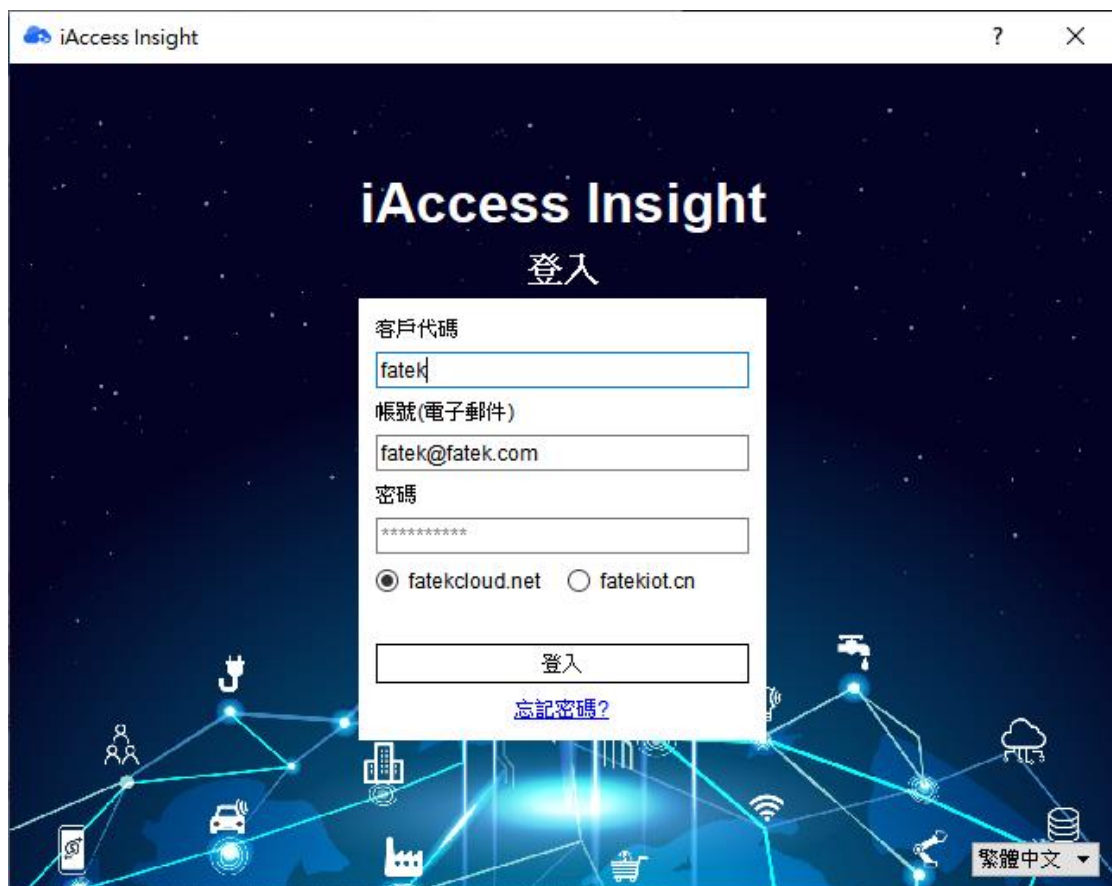 iAccess Insight
iAccess Insight
登入
客戶代碼
fatek
帳號(電子郵件)
fatek@fatek.com
密碼
**********
fatekcloud.net fatekiot.cn
登入
忘記密碼?
繁體中文